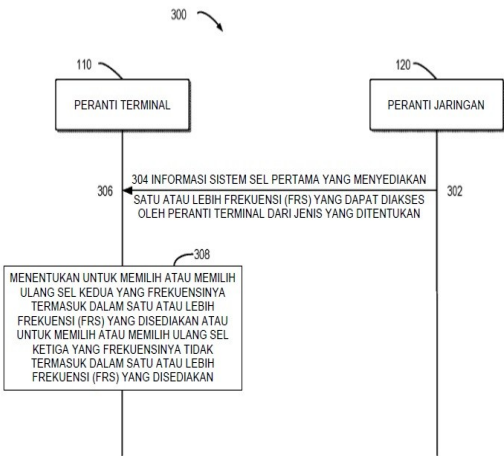 300
110
120
PERANTI TERMINAL
PERANTI JARINGAN
304 INFORMASI SISTEM SEL PERTAMA YANG MENYEDIAKAN
306
302
SATU ATAU LEBIH FREKUENSI (FRS) YANG DAPAT DIAKSES
OLEH PERANTI TERMINAL DARI JENIS YANG DITENTUKAN
308
MENENTUKAN UNTUK MEMILIH ATAU MEMILIH
ULANG SEL KEDUA YANG FREKUENSINYA
TERMASUK DALAM SATU ATAU LEBIH
FREKUENSI (FRS) YANG DISEDIAKAN ATAU
UNTUK MEMILIH ATAU MEMILIH ULANG SEL
KETIGA YANG FREKUENSINYA TIDAK
TERMASUK DALAM SATU ATAU LEBIH
FREKUENSI (FRS) YANG DISEDIAKAN